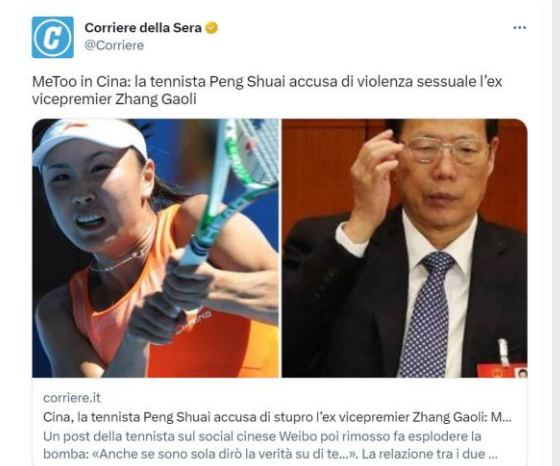 Corriere della Sera
@Corriere
MeToo in Cina: la tennista Peng Shuai accusa di violenza sessuale l’ex
vicepremier Zhang Gaoli
corriere.it
Cina, la tennista Peng Shuai accusa di stupro l’ex vicepremier Zhang Gaoli: M...
Un post della tennista sul social cinese Weibo poi rimosso fa esplodere la
bomba: «Anche se sono sola dirò la verità su di te...». La relazione tra i due ...